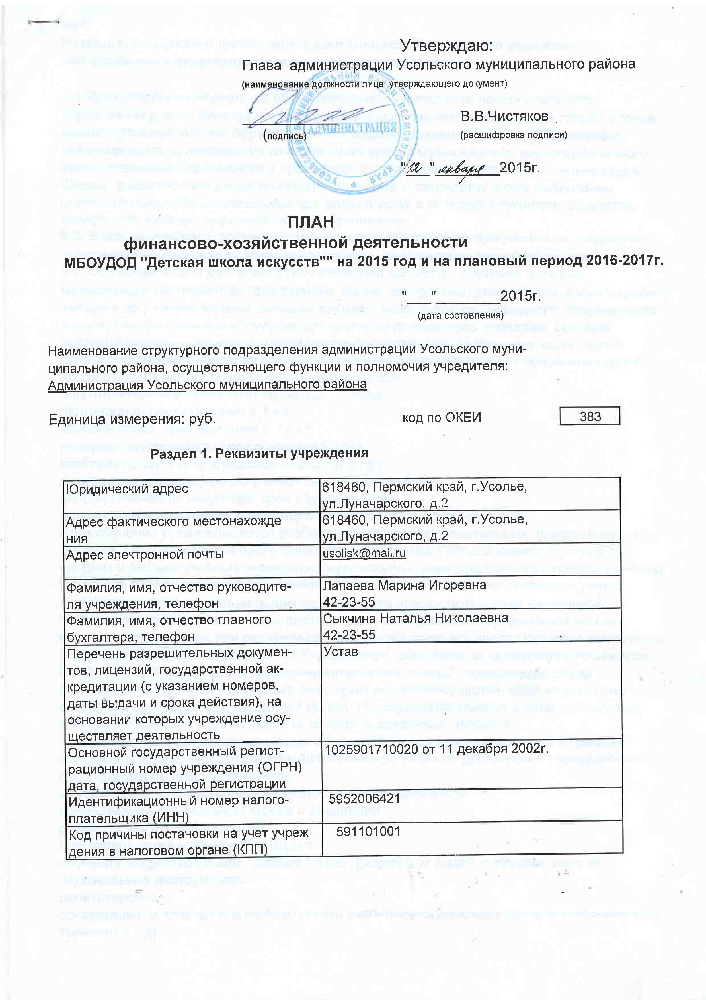 Утверждаю:
Глава администрации Усольского муниципального района
(наименование должности лица, утверждающего документ)
В.В.Чистяков
(подпись)
(расшифровка подписи)
МУНИЦИПАЛЬНЫЙ РАЙОН ПЕРМСКОГО КРАЯ * УСОЛЬСКИЙ
АДМИНИСТРАЦИЯ
"12" января 2015г.
ПЛАН
финансово-хозяйственной деятельности
МБОУДОД "Детская школа искусств"" на 2015 год и на плановый период 2016-2017г.
"___" __________2015г.
(дата составления)
Наименование структурного подразделения администрации Усольского муни-
ципального района, осуществляющего функции и полномочия учредителя:
Администрация Усольского муниципального района
Единица измерения: руб. код по ОКЕИ 383
Раздел 1. Реквизиты учреждения
Юридический адрес
618460, Пермский край, г.Усолье,
ул.Луначарского, д.2
Адрес фактического местонахожде
ния
618460, Пермский край, г.Усолье,
ул.Луначарского, д.2
Адрес электронной почты
usolisk@mail,ru
Фамилия, имя, отчество руководите-
ля учреждения, телефон
Лапаева Марина Игоревна
42-23-55
Фамилия, имя, отчество главного
бухгалтера, телефон
Сыкчина Наталья Николаевна
42-23-55
Перечень разрешительных докумен-
тов, лицензий, государственной ак-
кредитации (с указанием номеров,
даты выдачи и срока действия), на
основании которых учреждение осу-
ществляет деятельность
Устав
Основной государственный регист-
рационный номер учреждения (ОГРН)
дата, государственной регистрации
1025901710020 от 11 декабря 2002г.
Идентификационный номер налого-
плательщика (ИНН)
5952006421
Код причины постановки на учет учреж
дения в налоговом органе (КПП)
591101001